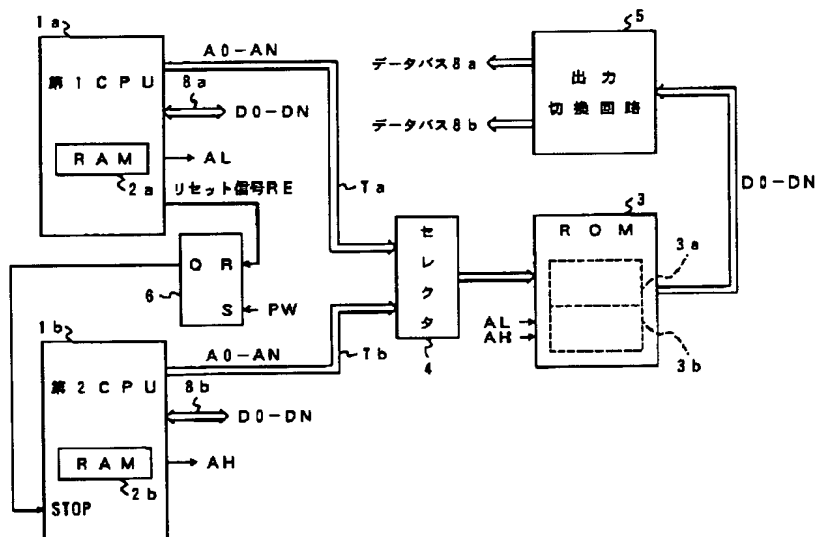 1a
第1CPU
RAM
2a
A0-AN
8a
D0-DN
AL
リセット信号RE
7a
Q R
S
6
PW
1b
第2CPU
RAM
2b
STOP
A0-AN
7b
8b
D0-DN
AH
セレクタ
4
3
ROM
3a
3b
AL
AH
D0-DN
5
出力
切換回路
データバス8a
データバス8b